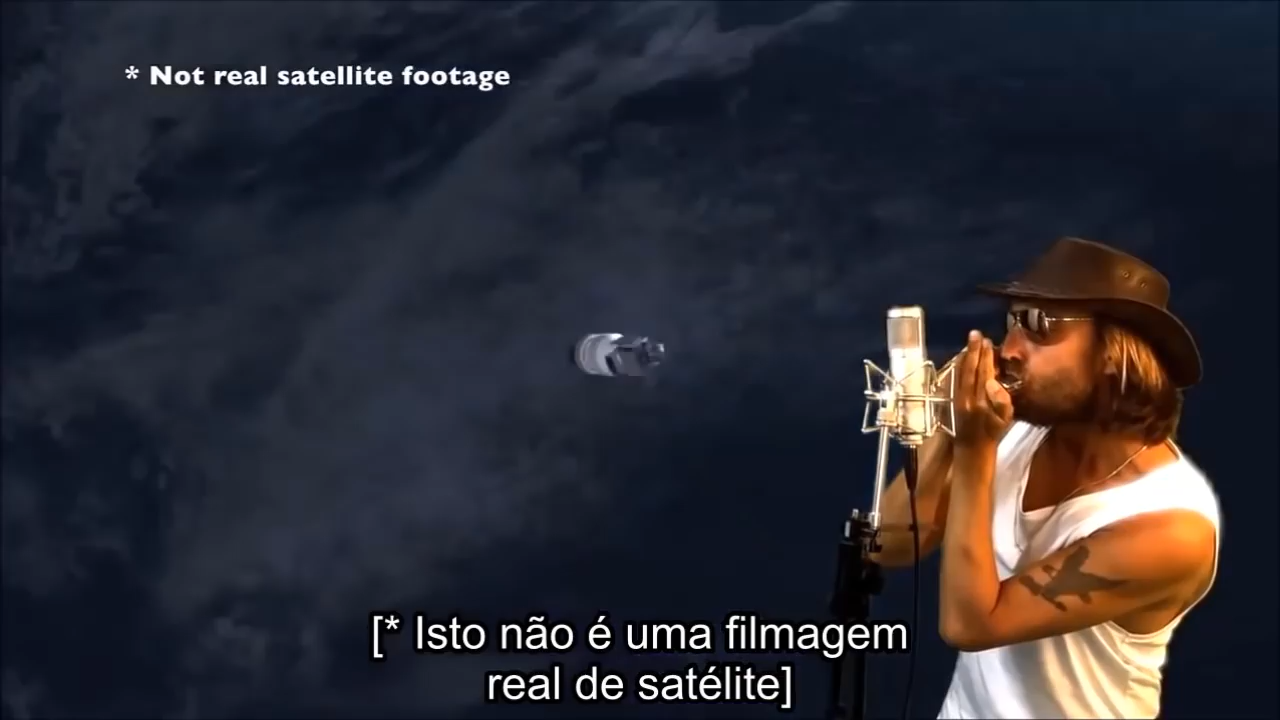 * Not real satellite footage
[* Isto não é uma filmagem
real de satélite]